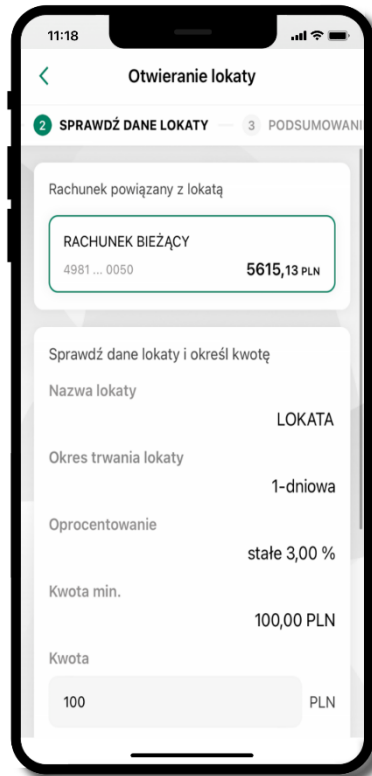 11:18
Otwieranie lokaty
2 SPRAWDŹ DANE LOKATY 3 PODSUMOWANI
Rachunek powiązany z lokatą
RACHUNEK BIEŻĄCY
4981 ... 0050 5615,13 PLN
Sprawdź dane lokaty i określ kwotę
Nazwa lokaty
LOKATA
Okres trwania lokaty
1-dniowa
Oprocentowanie
stałe 3,00 %
Kwota min.
100,00 PLN
Kwota
100 PLN